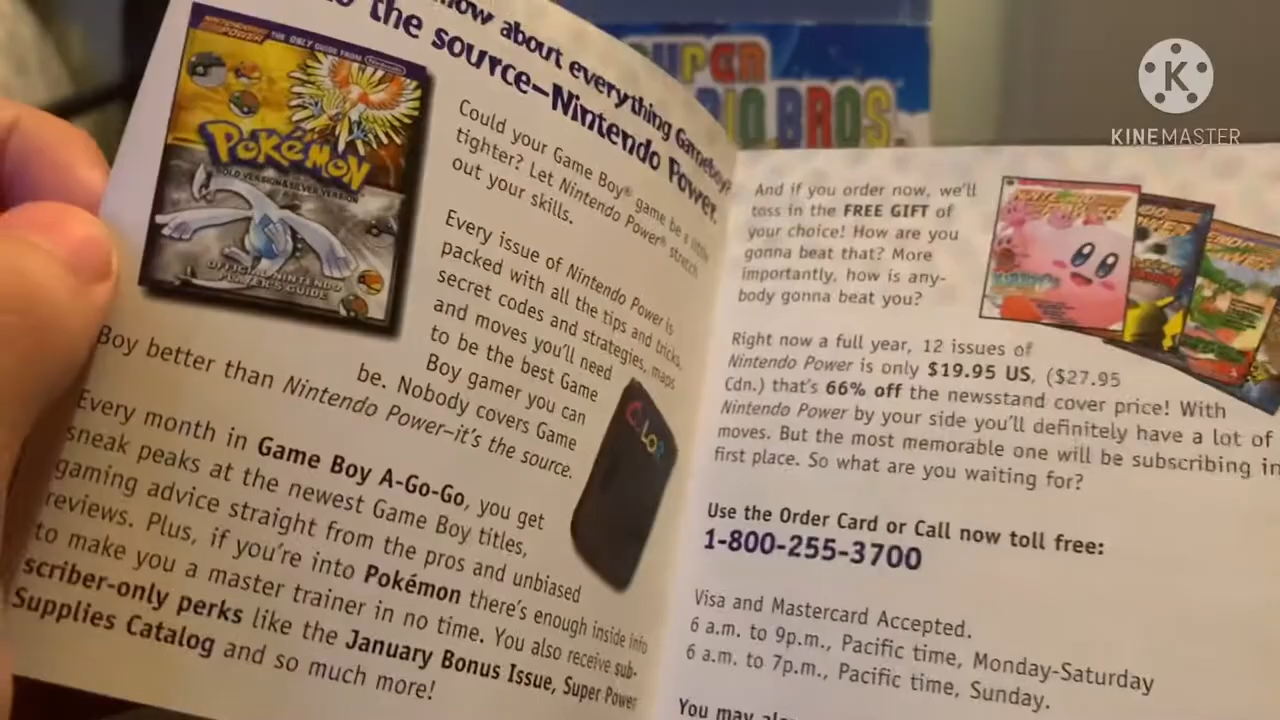 now about everything Gameboy?
the source—Nintendo Power.
NINTENDO POWER THE ONLY GUIDE FROM Nintendo
POKéMON
GOLD VERSION & SILVER VERSION
OFFICIAL NINTENDO
PLAYER'S GUIDE
Could your Game Boy® game be a little
tighter? Let Nintendo Power® stretch
out your skills.
Every issue of Nintendo Power is
packed with all the tips and tricks,
secret codes and strategies, maps
and moves you'll need
to be the best Game
Boy gamer you can
be. Nobody covers Game
Boy better than Nintendo Power—it's the source.
COLOR
Every month in Game Boy A-Go-Go, you get
sneak peaks at the newest Game Boy titles,
gaming advice straight from the pros and unbiased
reviews. Plus, if you're into Pokémon there's enough inside info
to make you a master trainer in no time. You also receive sub-
scriber-only perks like the January Bonus Issue, Super Power
Supplies Catalog and so much more!
SUPER
MARIO BROS.
KINEMASTER
And if you order now, we'll
toss in the FREE GIFT of
your choice! How are you
gonna beat that? More
importantly, how is any-
body gonna beat you?
Right now a full year, 12 issues of
Nintendo Power is only $19.95 US, ($27.95
Cdn.) that's 66% off the newsstand cover price! With
Nintendo Power by your side you'll definitely have a lot of
moves. But the most memorable one will be subscribing in
first place. So what are you waiting for?
Use the Order Card or Call now toll free:
1-800-255-3700
Visa and Mastercard Accepted.
6 a.m. to 9p.m., Pacific time, Monday-Saturday
6 a.m. to 7p.m., Pacific time, Sunday.
You may